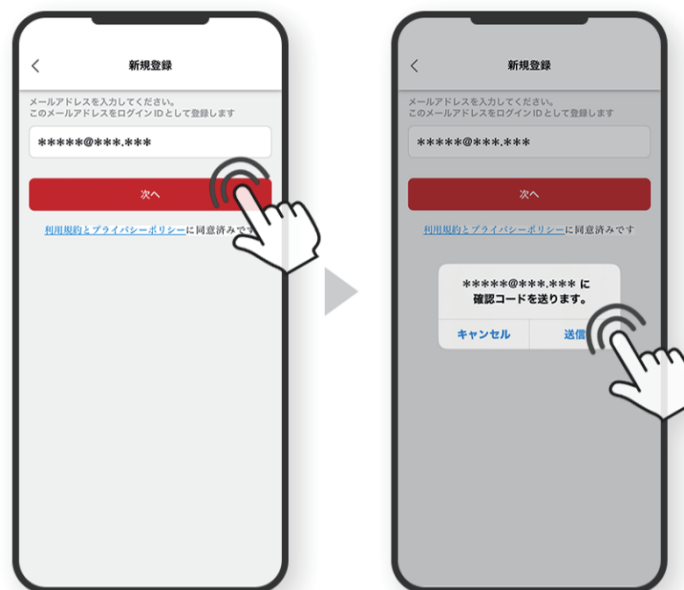 新規登録
メールアドレスを入力してください。
このメールアドレスをログインIDとして登録します
*****@***.***
次へ
利用規約とプライバシーポリシーに同意済みです
新規登録
メールアドレスを入力してください。
このメールアドレスをログインIDとして登録します
*****@***.***
次へ
利用規約とプライバシーポリシーに同意済みです
*****@***.*** に
確認コードを送ります。
キャンセル
送信